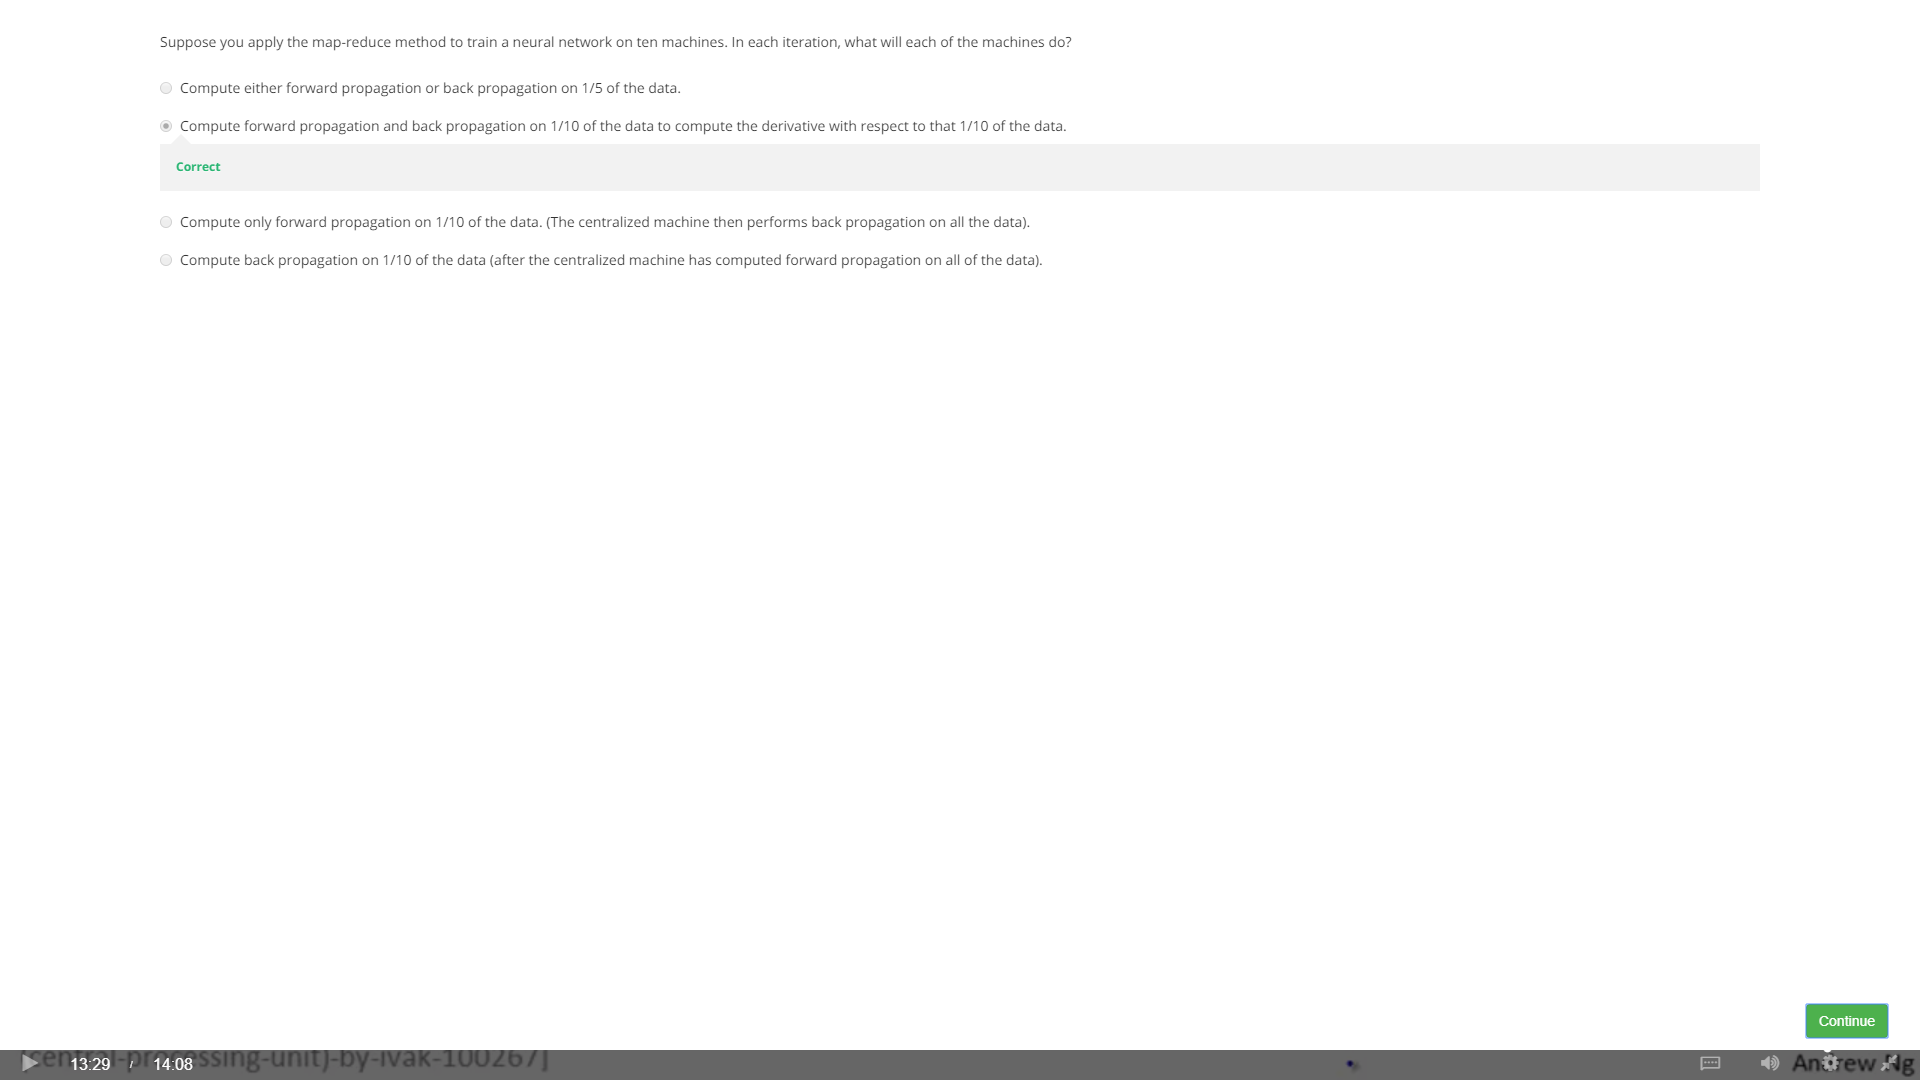 Suppose you apply the map-reduce method to train a neural network on ten machines. In each iteration, what will each of the machines do?
Compute either forward propagation or back propagation on 1/5 of the data.
Compute forward propagation and back propagation on 1/10 of the data to compute the derivative with respect to that 1/10 of the data.
Correct
Compute only forward propagation on 1/10 of the data. (The centralized machine then performs back propagation on all the data).
Compute back propagation on 1/10 of the data (after the centralized machine has computed forward propagation on all of the data).
Continue
[central-processing-unit)-by-ivak-100267]
13:29 / 14:08
Andrew Ng